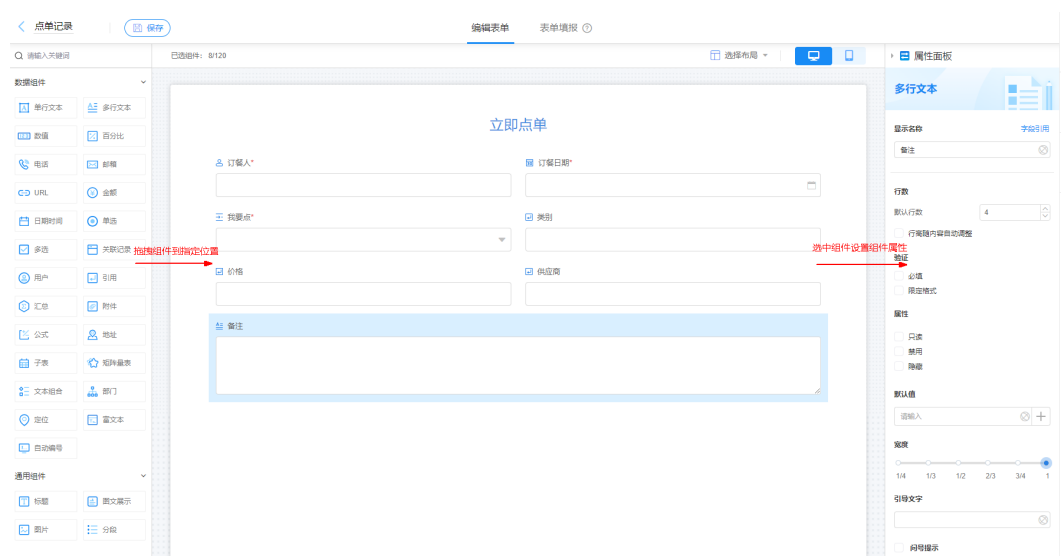 点单记录
保存
编辑表单
表单填报
请输入关键词
已选组件: 8/120
选择布局
属性面板
数据组件
单行文本
多行文本
数值
百分比
电话
邮箱
URL
金额
日期时间
单选
多选
关联记录
用户
引用
汇总
附件
公式
地址
子表
矩阵量表
文本组合
部门
定位
富文本
自动编号
通用组件
标题
图文展示
图片
分段
立即点单
订餐人*
订餐日期*
我要点*
类别
拖拽组件到指定位置
价格
供应商
备注
选中组件设置组件属性
多行文本
显示名称
字段引用
备注
行数
默认行数
4
行高随内容自动调整
验证
必填
限定格式
属性
只读
禁用
隐藏
默认值
请输入
宽度
1/4 1/3 1/2 2/3 3/4 1
引导文字
问号提示